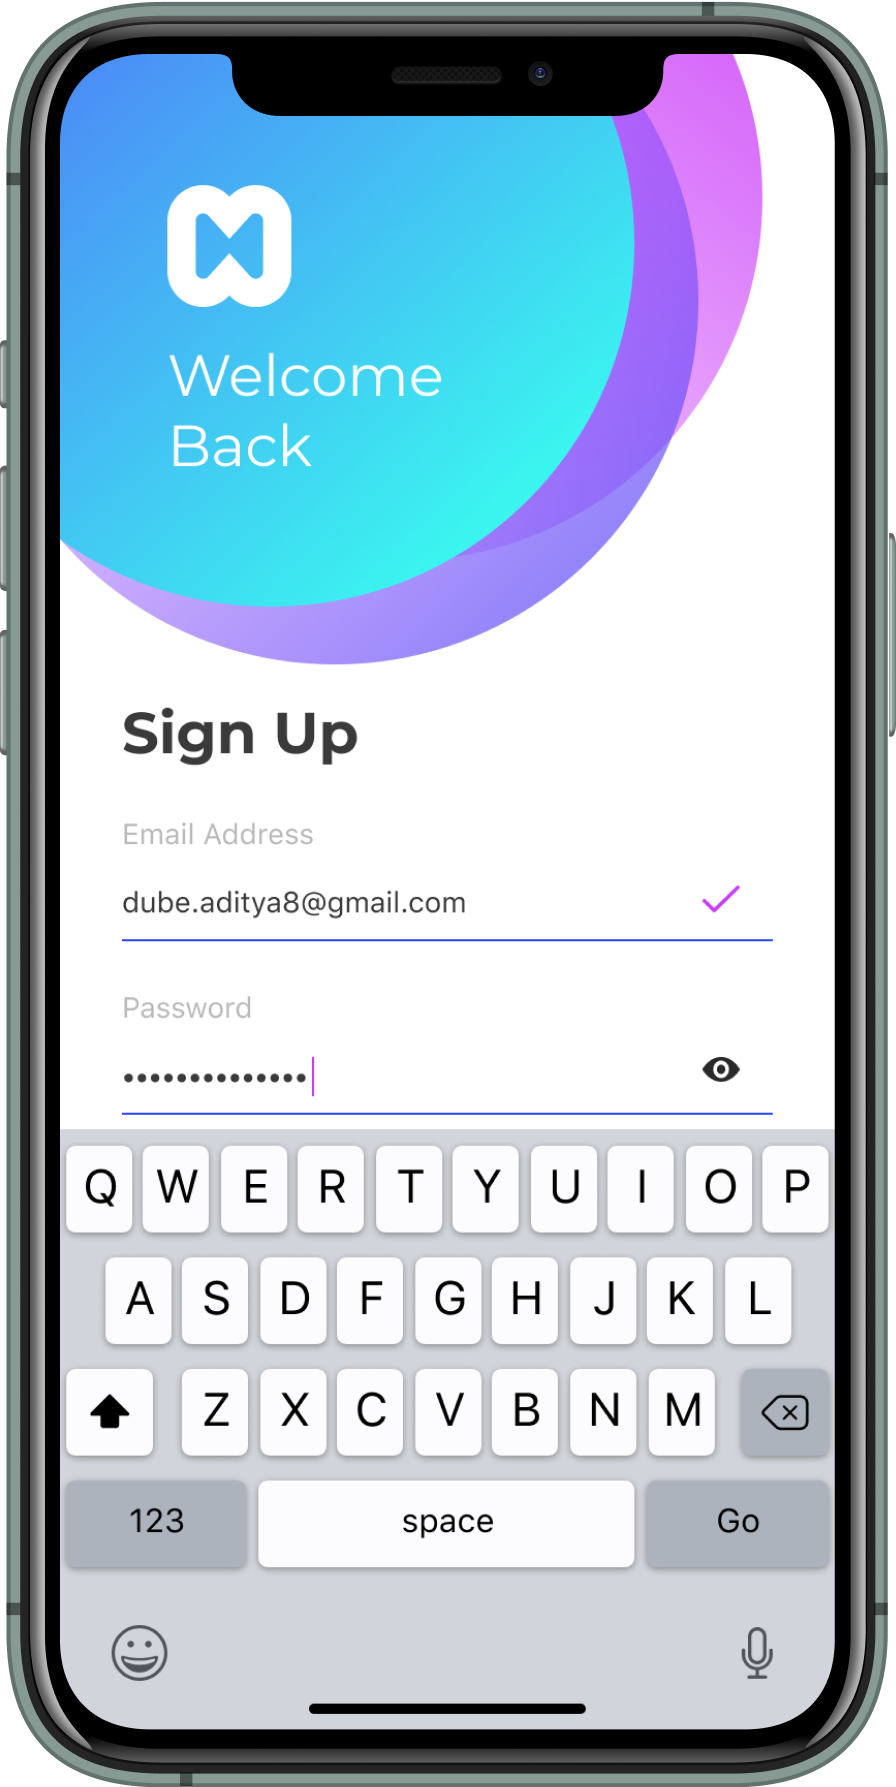 Welcome
Back
Sign Up
Email Address
dube.aditya8@gmail.com
Password
••••••••••••••
Q W E R T Y U I O P
A S D F G H J K L
Z X C V B N M
123 space Go